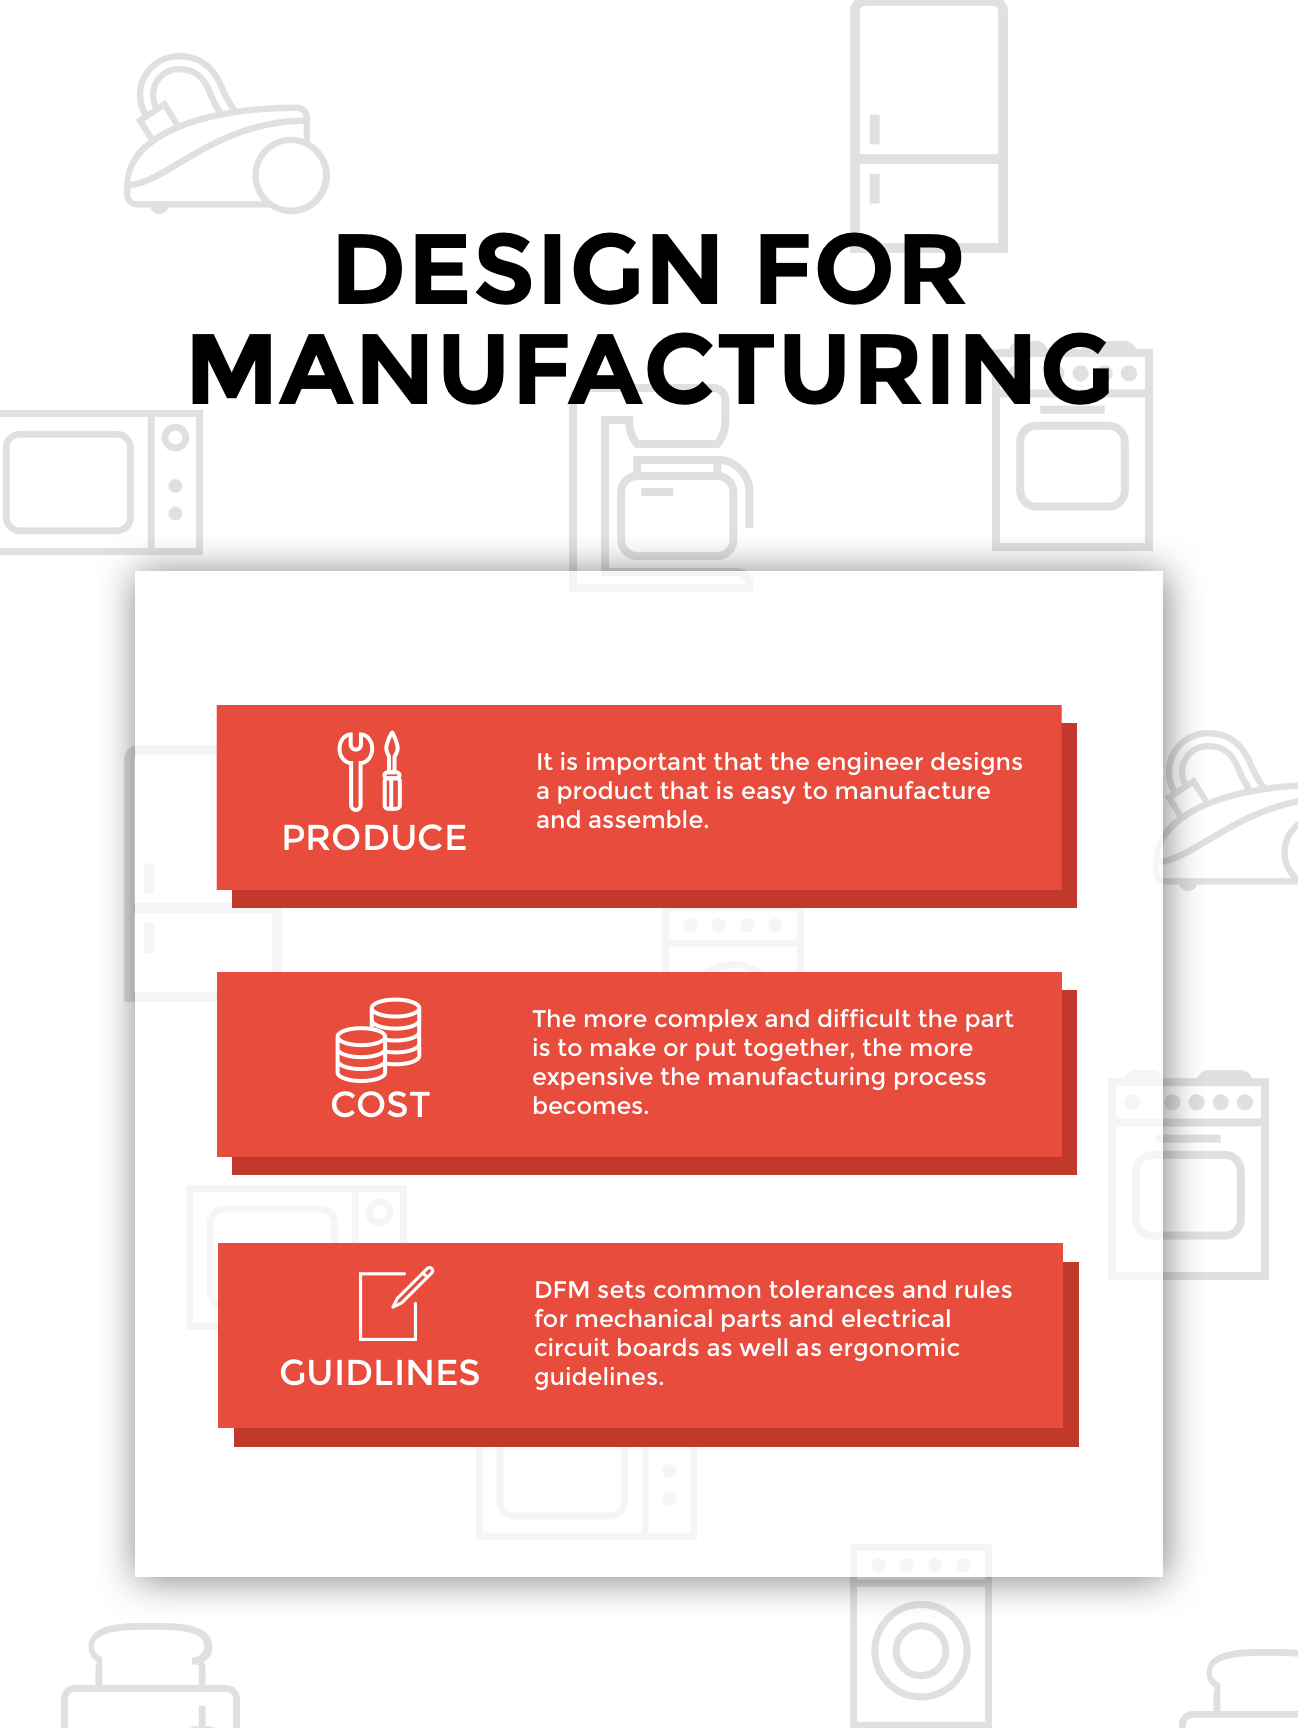 DESIGN FOR
MANUFACTURING
PRODUCE
It is important that the engineer designs
a product that is easy to manufacture
and assemble.
COST
The more complex and difficult the part
is to make or put together, the more
expensive the manufacturing process
becomes.
GUIDLINES
DFM sets common tolerances and rules
for mechanical parts and electrical
circuit boards as well as ergonomic
guidelines.